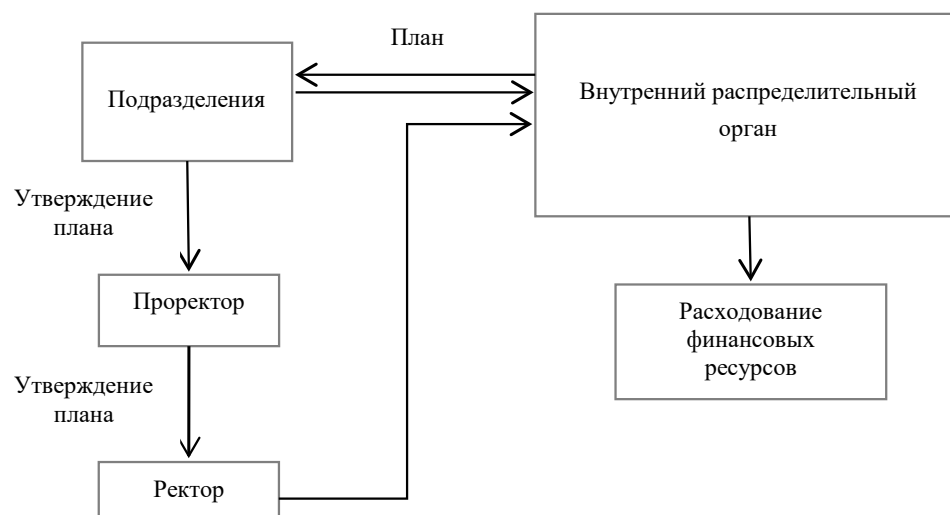 План
Подразделения
Внутренний распределительный
орган
Утверждение
плана
Проректор
Расходование
финансовых
ресурсов
Утверждение
плана
Ректор